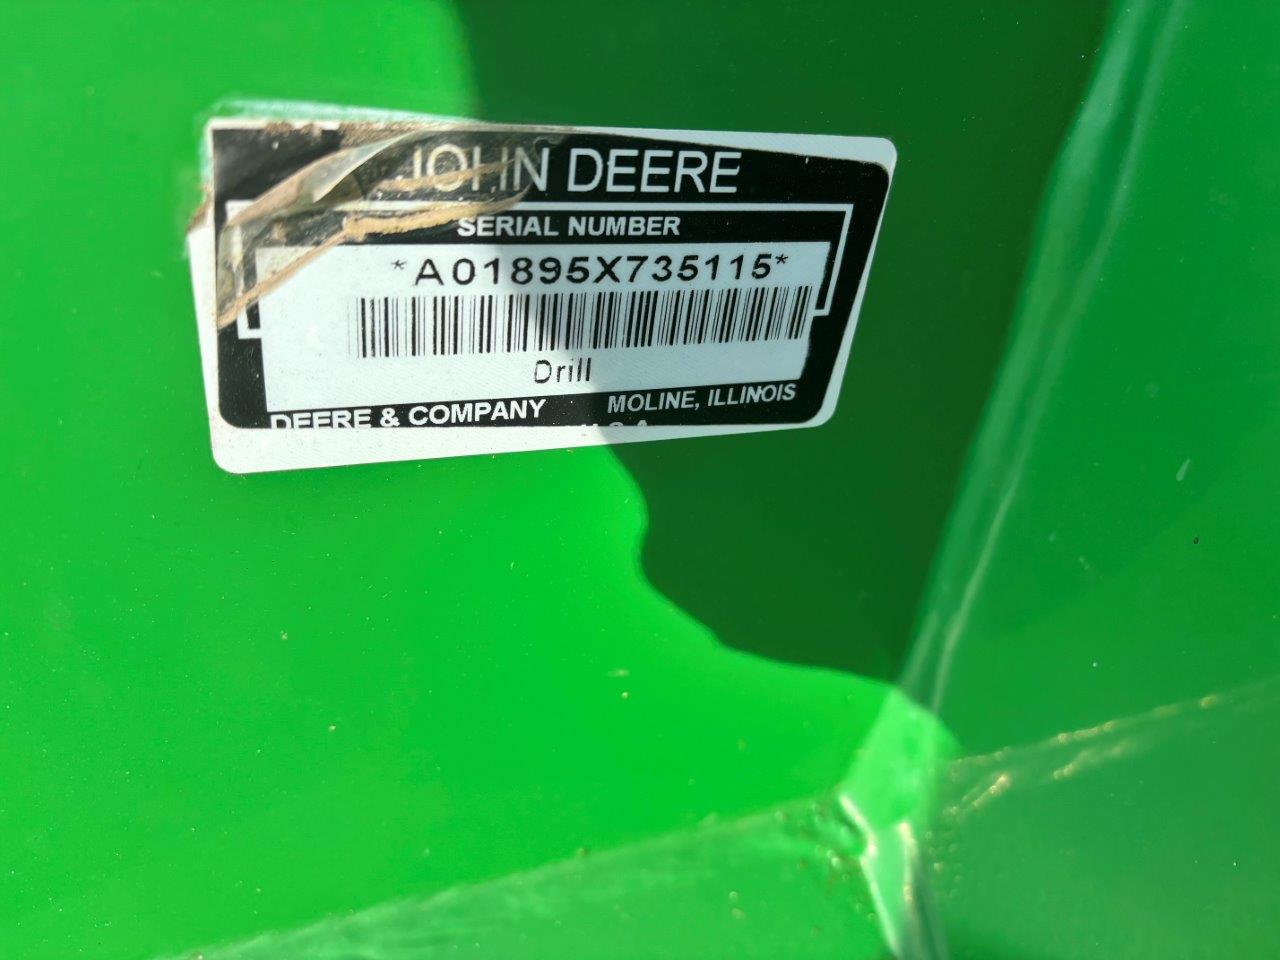 JOHN DEERE
SERIAL NUMBER
*A01895X735115*
Drill
DEERE & COMPANY MOLINE, ILLINOIS
U.S.A.